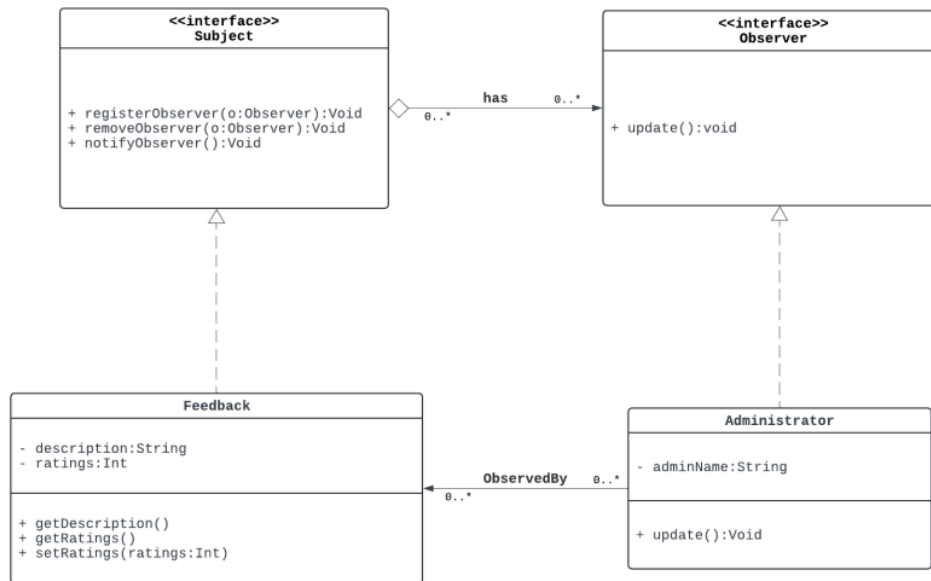 <<interface>>
Subject
+ registerObserver(o:Observer):Void
+ removeObserver(o:Observer):Void
+ notifyObserver():Void
has
0..*
0..*
<<interface>>
Observer
+ update():void
Feedback
- description:String
- ratings:Int
+ getDescription()
+ getRatings()
+ setRatings(ratings:Int)
ObservedBy
0..*
0..*
Administrator
- adminName:String
+ update():Void